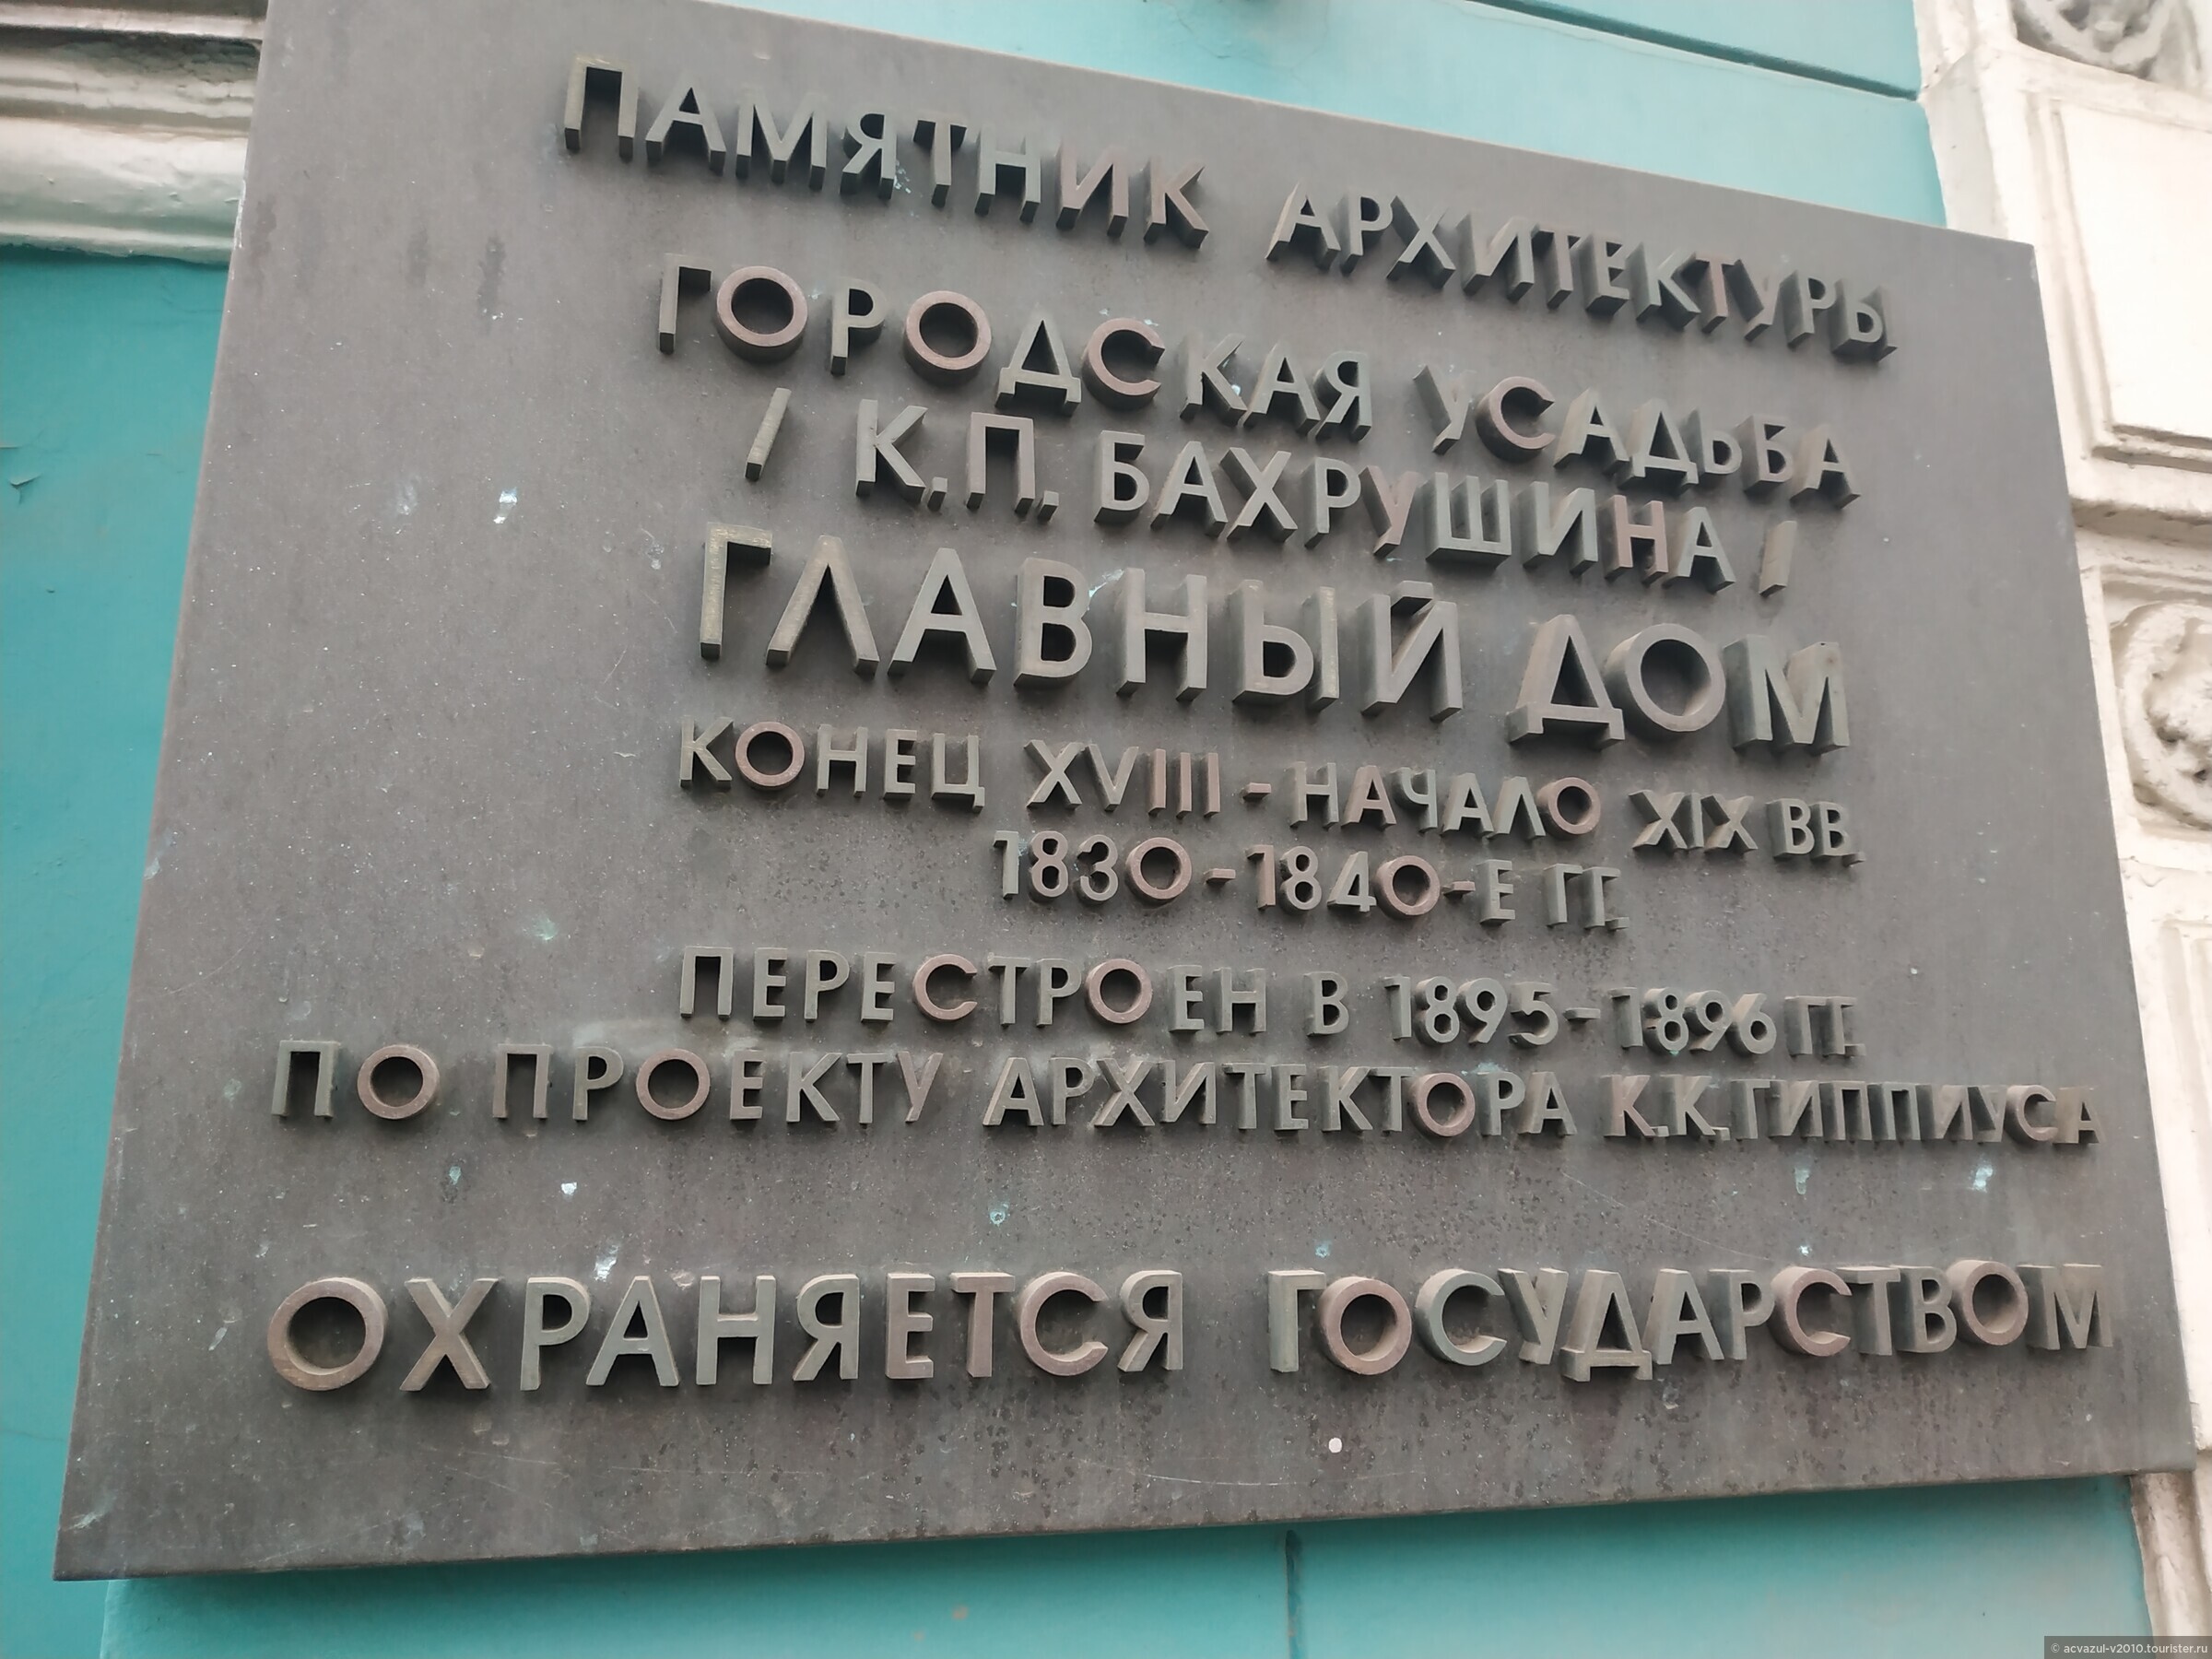 ПАМЯТНИК АРХИТЕКТУРЫ
ГОРОДСКАЯ УСАДЬБА
/ К.П. БАХРУШИНА /
ГЛАВНЫЙ ДОМ
КОНЕЦ XVIII - НАЧАЛО XIX ВВ.
1830-1840-Е ГГ.
ПЕРЕСТРОЕН В 1895-1896 ГГ.
ПО ПРОЕКТУ АРХИТЕКТОРА К.К.ГИППИУСА
ОХРАНЯЕТСЯ ГОСУДАРСТВОМ
© acvazul-v2010.tourister.ru